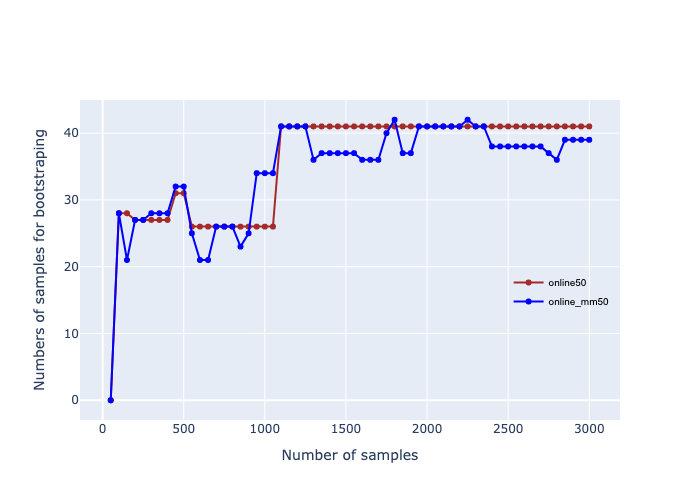 40
30
20
10
0
0 500 1000 1500 2000 2500 3000
Numbers of samples for bootstraping
Number of samples
online50
online_mm50